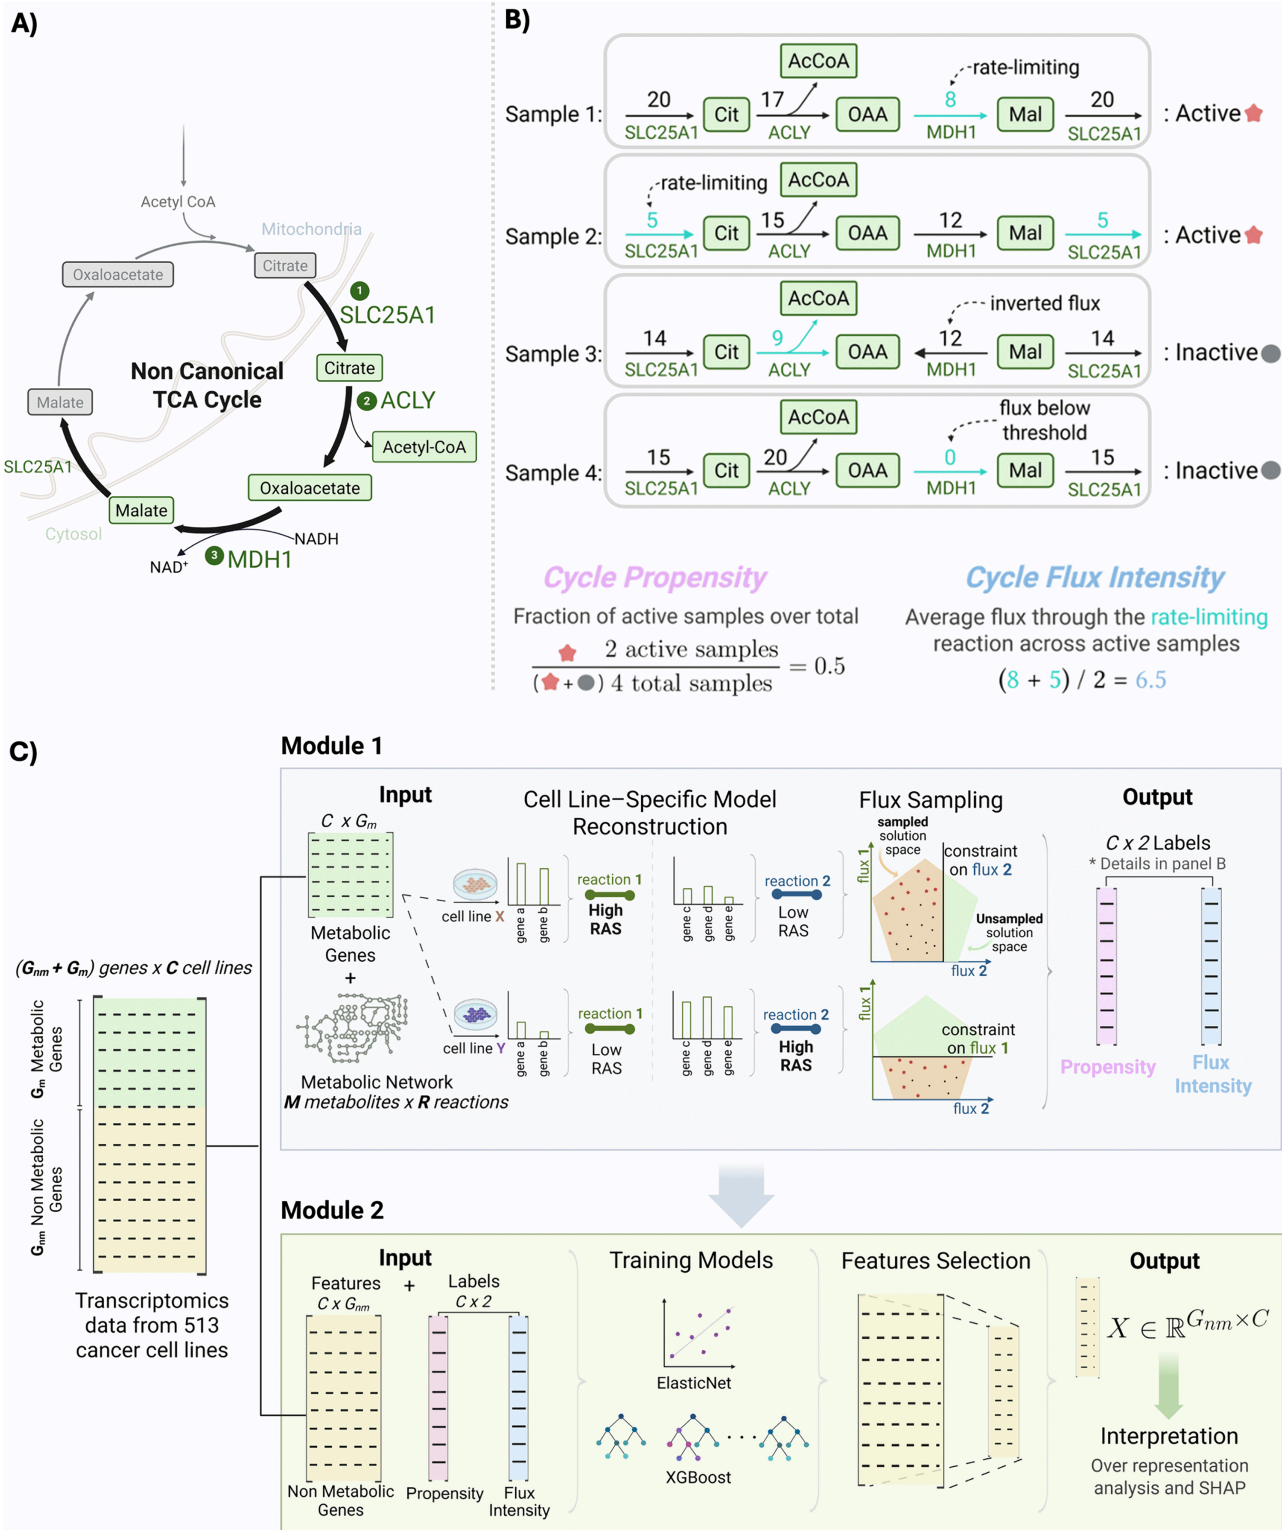 A)
Acetyl CoA
Mitochondria
Oxaloacetate
Citrate
1
SLC25A1
Non Canonical
TCA Cycle
Citrate
2 ACLY
Malate
Acetyl-CoA
SLC25A1
Oxaloacetate
Malate
Cytosol
NADH
NAD⁺
3 MDH1
B)
AcCoA
rate-limiting
Sample 1: 20 Cit 17 OAA 8 Mal 20 : Active
SLC25A1 ACLY MDH1 SLC25A1
AcCoA
rate-limiting
Sample 2: 5 Cit 15 OAA 12 Mal 5 : Active
SLC25A1 ACLY MDH1 SLC25A1
AcCoA
inverted flux
Sample 3: 14 Cit 9 OAA 12 Mal 14 : Inactive
SLC25A1 ACLY MDH1 SLC25A1
AcCoA
flux below
threshold
Sample 4: 15 Cit 20 OAA 0 Mal 15 : Inactive
SLC25A1 ACLY MDH1 SLC25A1
Cycle Propensity
Fraction of active samples over total
2 active samples
( + ) 4 total samples
= 0.5
Cycle Flux Intensity
Average flux through the rate-limiting
reaction across active samples
(8 + 5) / 2 = 6.5
C)
(Gnm + Gm) genes x C cell lines
Gm Metabolic
Genes
Gnm Non Metabolic
Genes
Transcriptomics
data from 513
cancer cell lines
Module 1
Input
C x Gm
Metabolic
Genes
+
Metabolic Network
M metabolites x R reactions
Cell Line–Specific Model
Reconstruction
cell line X
gene a
gene b
reaction 1
High
RAS
gene c
gene d
gene e
reaction 2
Low
RAS
cell line Y
gene a
gene b
reaction 1
Low
RAS
gene c
gene d
gene e
reaction 2
High
RAS
Flux Sampling
sampled
solution
space
flux 1
constraint
on flux 2
Unsampled
solution
space
flux 2
flux 1
constraint
on flux 1
flux 2
Output
C x 2 Labels
* Details in panel B
Propensity
Flux
Intensity
Module 2
Input
Features + Labels
C x Gnm C x 2
Non Metabolic
Genes
Propensity
Flux
Intensity
Training Models
ElasticNet
...
XGBoost
Features Selection
Output
X ∈ ℝ^{Gnm×C}
Interpretation
Over representation
analysis and SHAP